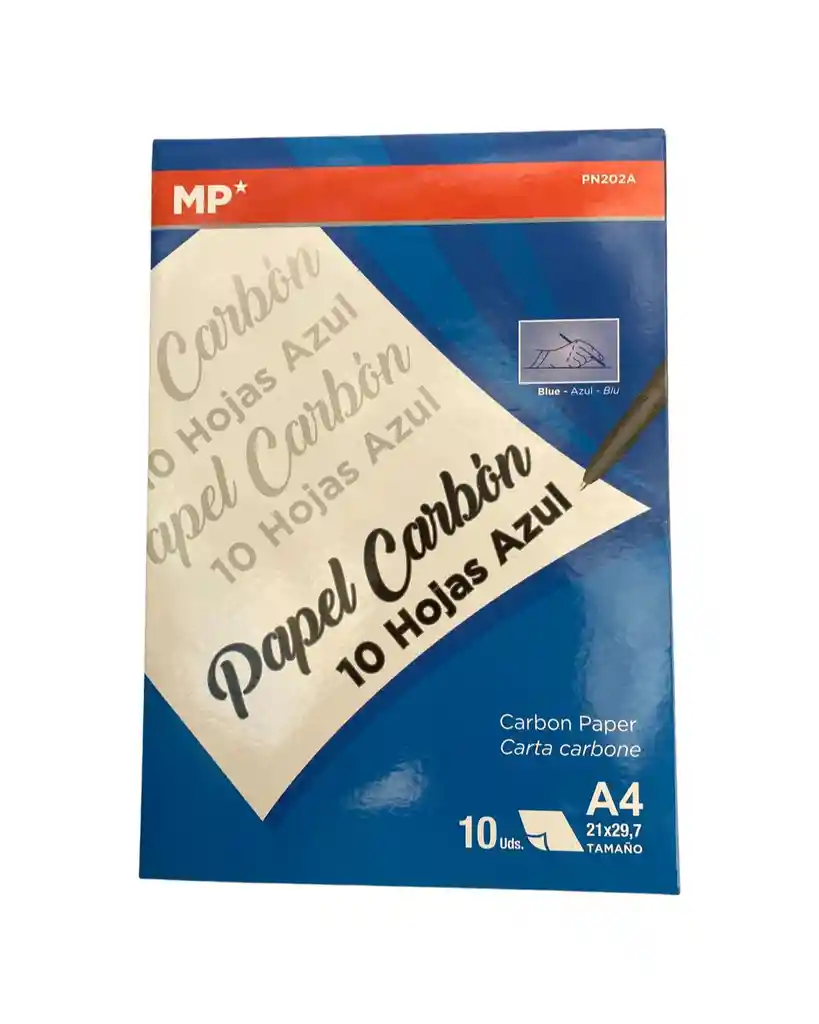 MP*
PN202A
Carbón
10 Hojas Azul
apel Carbón
10 Hojas Azul
Blue - Azul - Blu
Papel Carbón
10 Hojas Azul
Carbon Paper
Carta carbone
A4
10 Uds.
21x29,7
TAMAÑO